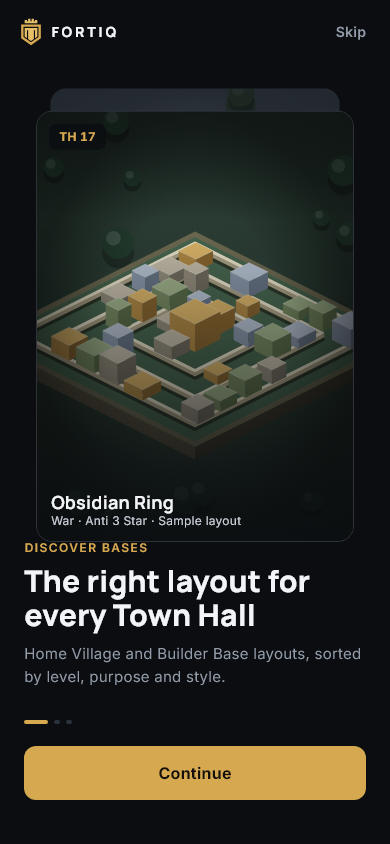 FORTIQ
Skip
TH 17
Obsidian Ring
War · Anti 3 Star · Sample layout
DISCOVER BASES
The right layout for
every Town Hall
Home Village and Builder Base layouts, sorted
by level, purpose and style.
Continue